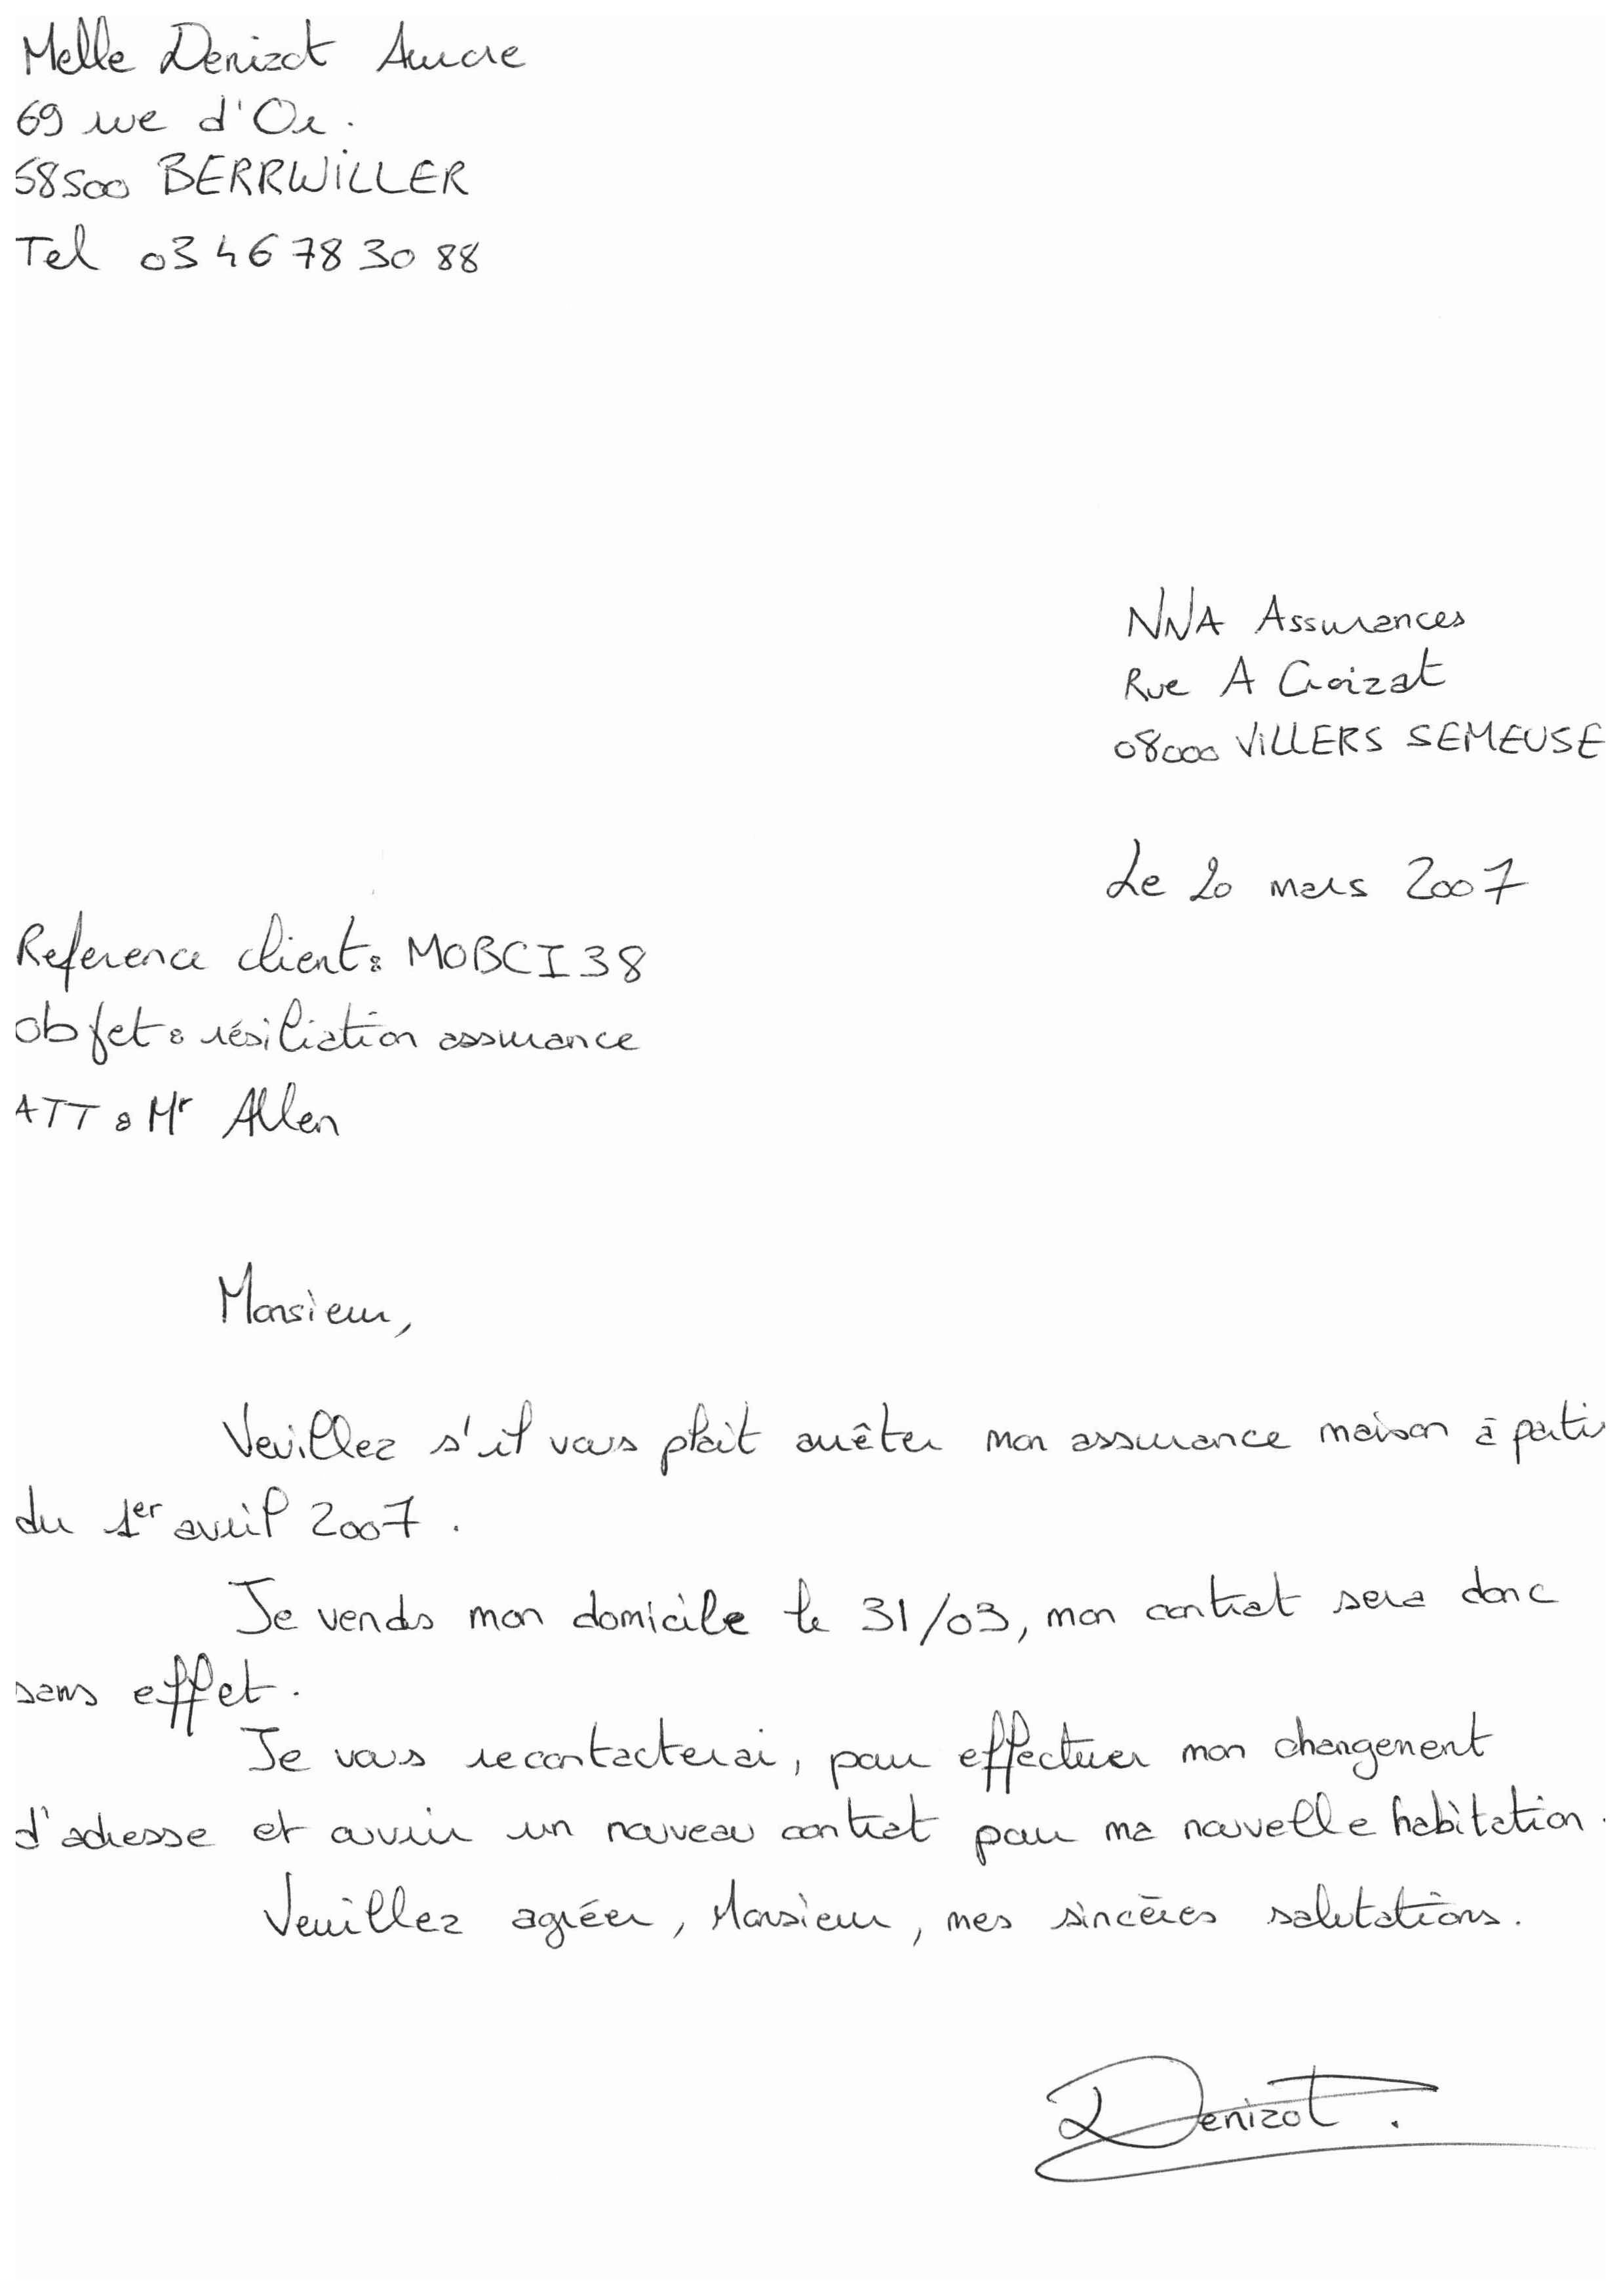 Melle Denizot Aurore
69 rue d'Or.
68500 BERRWILLER
Tel 03 46 78 30 88
NNA Assurances
Rue A Croizat
08000 VILLERS SEMEUSE
Le 20 mars 2007
Reference client : MOBCI38
Objet : résiliation assurance
ATT : Mr Allen
Monsieur,
Veuillez s'il vous plait arrêter mon assurance maison à partir
du 1er avril 2007.
Je vends mon domicile le 31/03, mon contrat sera donc
sans effet.
Je vous recontacterai, pour effectuer mon changement
d'adresse et ouvrir un nouveau contrat pour ma nouvelle habitation.
Veuillez agréer, Monsieur, mes sincères salutations.
Denizot.